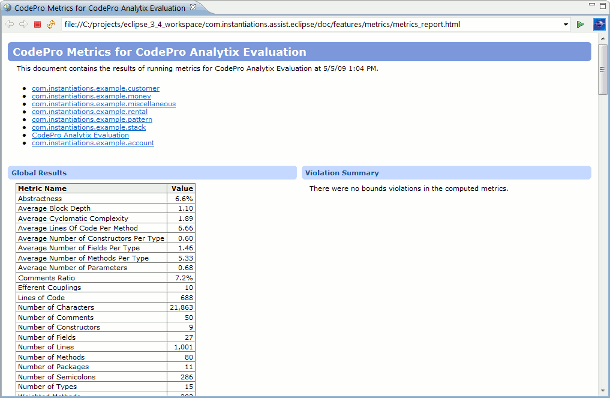 CodePro Metrics for CodePro Analytix Evaluation
file:///C:/projects/eclipse_3_4_workspace/com.instantiations.assist.eclipse/doc/features/metrics/metrics_report.html
CodePro Metrics for CodePro Analytix Evaluation
This document contains the results of running metrics for CodePro Analytix Evaluation at 5/5/09 1:04 PM.
com.instantiations.example.customer
com.instantiations.example.money
com.instantiations.example.miscellaneous
com.instantiations.example.rental
com.instantiations.example.pattern
com.instantiations.example.stack
CodePro Analytix Evaluation
com.instantiations.example.account
Global Results
Metric Name Value
Abstractness 6.6%
Average Block Depth 1.10
Average Cyclomatic Complexity 1.89
Average Lines Of Code Per Method 6.66
Average Number of Constructors Per Type 0.60
Average Number of Fields Per Type 1.46
Average Number of Methods Per Type 5.33
Average Number of Parameters 0.68
Comments Ratio 7.2%
Efferent Couplings 10
Lines of Code 688
Number of Characters 21,863
Number of Comments 50
Number of Constructors 9
Number of Fields 27
Number of Lines 1,001
Number of Methods 80
Number of Packages 11
Number of Semicolons 286
Number of Types 15
Violation Summary
There were no bounds violations in the computed metrics.